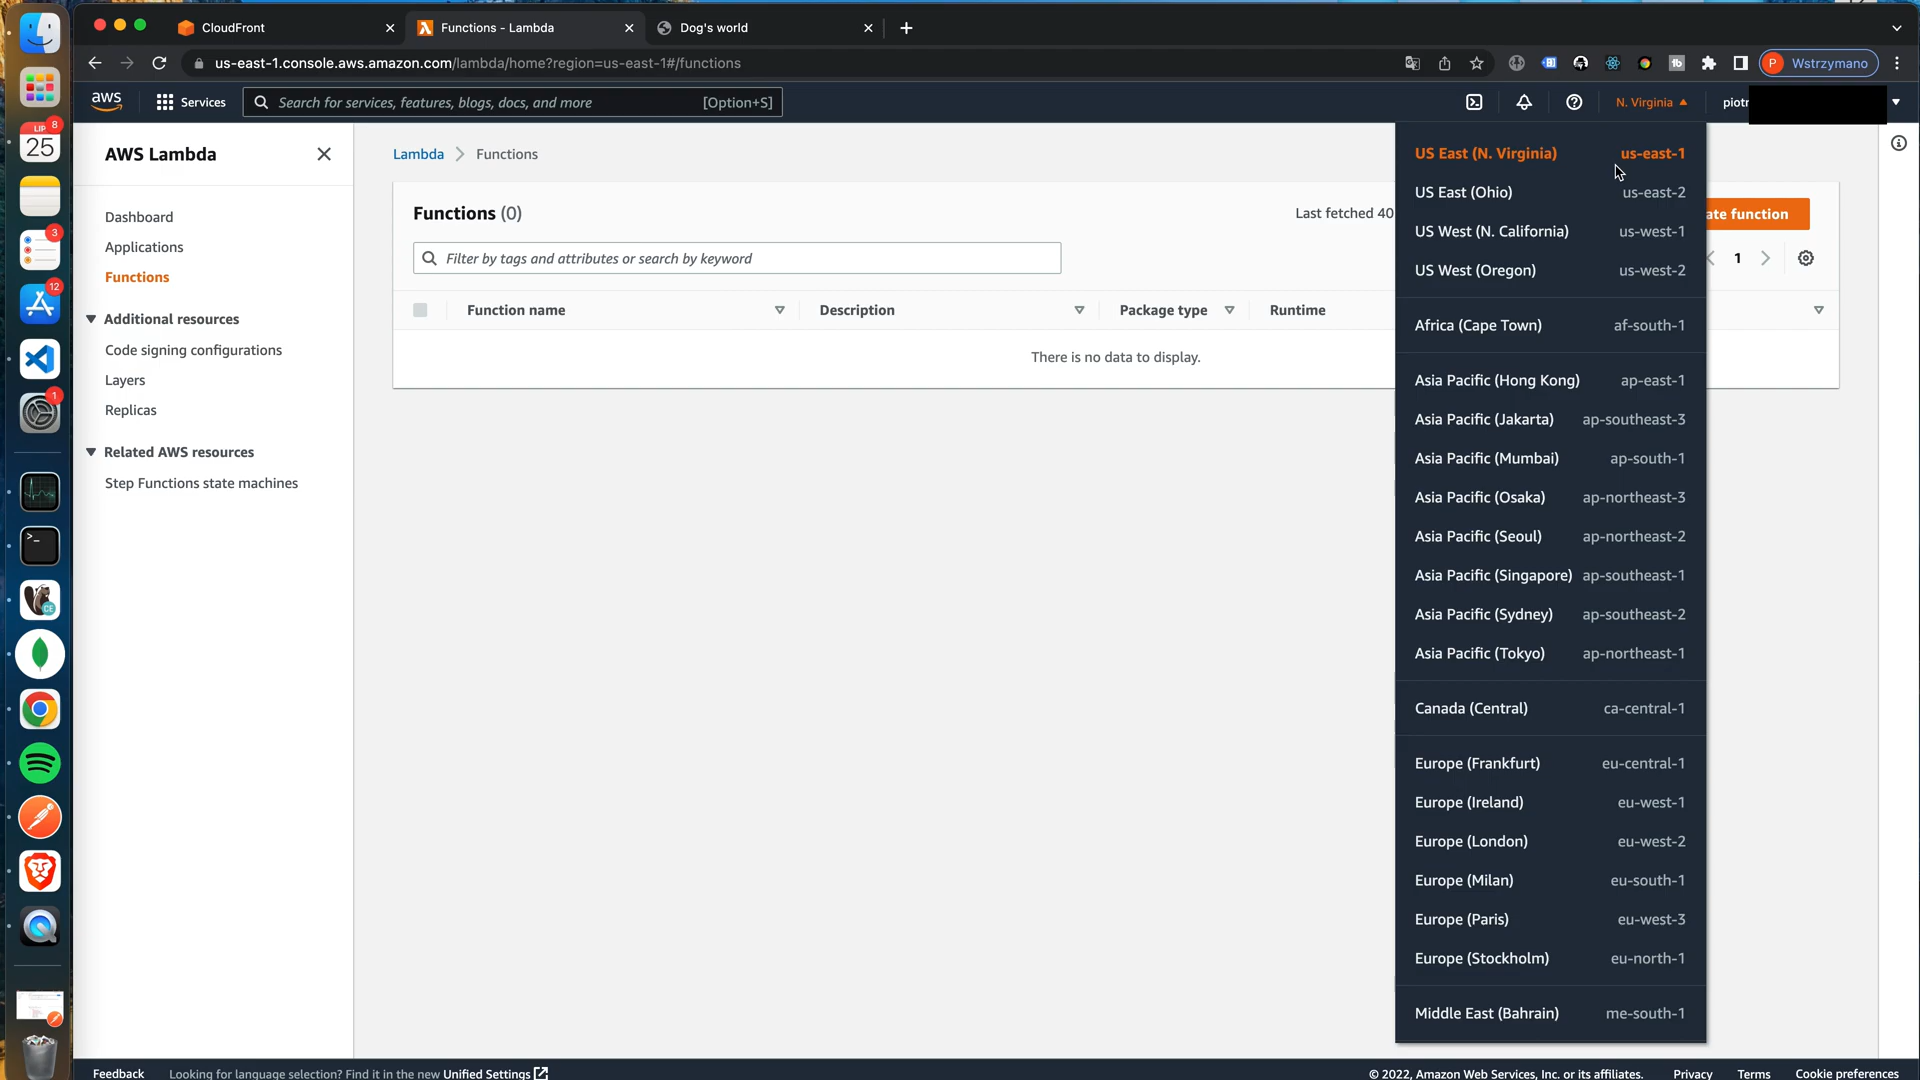 CloudFront
Functions - Lambda
Dog's world
us-east-1.console.aws.amazon.com/lambda/home?region=us-east-1#/functions
Wstrzymano
P
aws
Services
Search for services, features, blogs, docs, and more
[Option+S]
N. Virginia
piotr
AWS Lambda
Dashboard
Applications
Functions
Additional resources
Code signing configurations
Layers
Replicas
Related AWS resources
Step Functions state machines
Lambda
Functions
Functions (0)
Last fetched 40
ate function
Filter by tags and attributes or search by keyword
1
Function name
Description
Package type
Runtime
There is no data to display.
US East (N. Virginia) us-east-1
US East (Ohio) us-east-2
US West (N. California) us-west-1
US West (Oregon) us-west-2
Africa (Cape Town) af-south-1
Asia Pacific (Hong Kong) ap-east-1
Asia Pacific (Jakarta) ap-southeast-3
Asia Pacific (Mumbai) ap-south-1
Asia Pacific (Osaka) ap-northeast-3
Asia Pacific (Seoul) ap-northeast-2
Asia Pacific (Singapore) ap-southeast-1
Asia Pacific (Sydney) ap-southeast-2
Asia Pacific (Tokyo) ap-northeast-1
Canada (Central) ca-central-1
Europe (Frankfurt) eu-central-1
Europe (Ireland) eu-west-1
Europe (London) eu-west-2
Europe (Milan) eu-south-1
Europe (Paris) eu-west-3
Europe (Stockholm) eu-north-1
Middle East (Bahrain) me-south-1
Feedback
Looking for language selection? Find it in the new Unified Settings
© 2022, Amazon Web Services, Inc. or its affiliates.
Privacy
Terms
Cookie preferences
LIP
8
25
3
12
1
CE